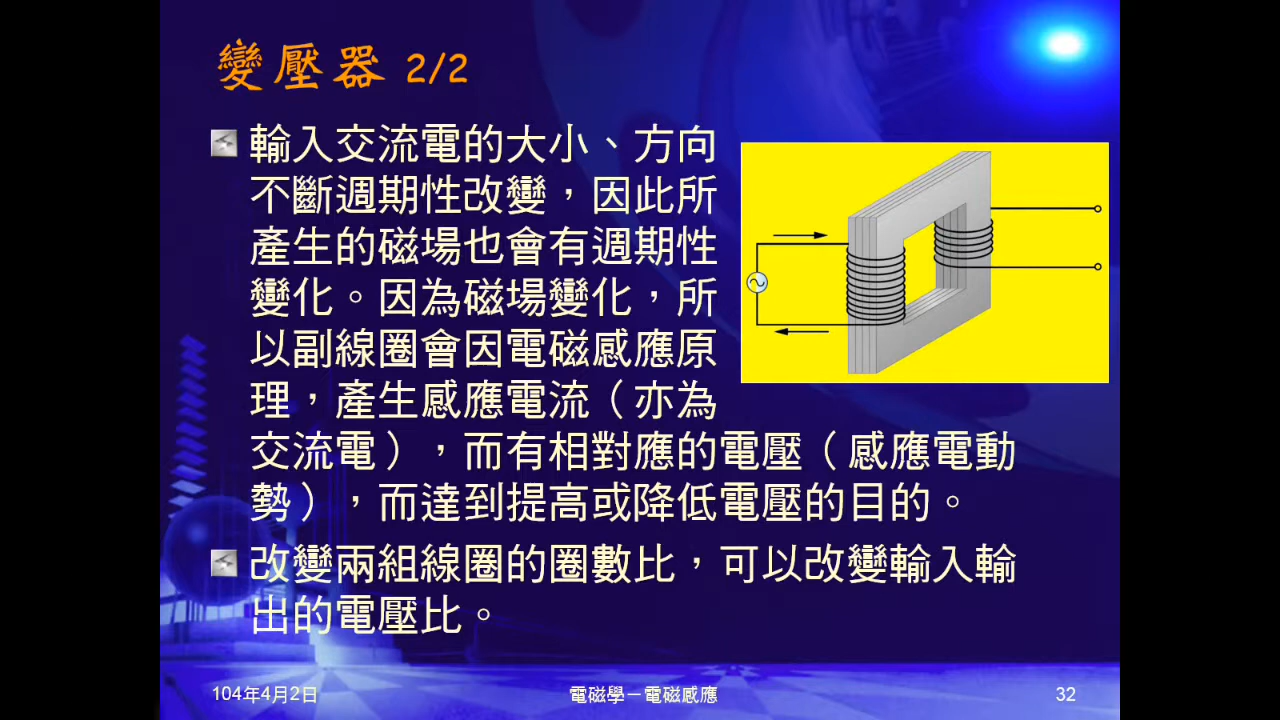 變壓器 2/2
輸入交流電的大小、方向
不斷週期性改變，因此所
產生的磁場也會有週期性
變化。因為磁場變化，所
以副線圈會因電磁感應原
理，產生感應電流（亦為
交流電），而有相對應的電壓（感應電動
勢），而達到提高或降低電壓的目的。
改變兩組線圈的圈數比，可以改變輸入輸
出的電壓比。
104年4月2日
電磁學－電磁感應
32